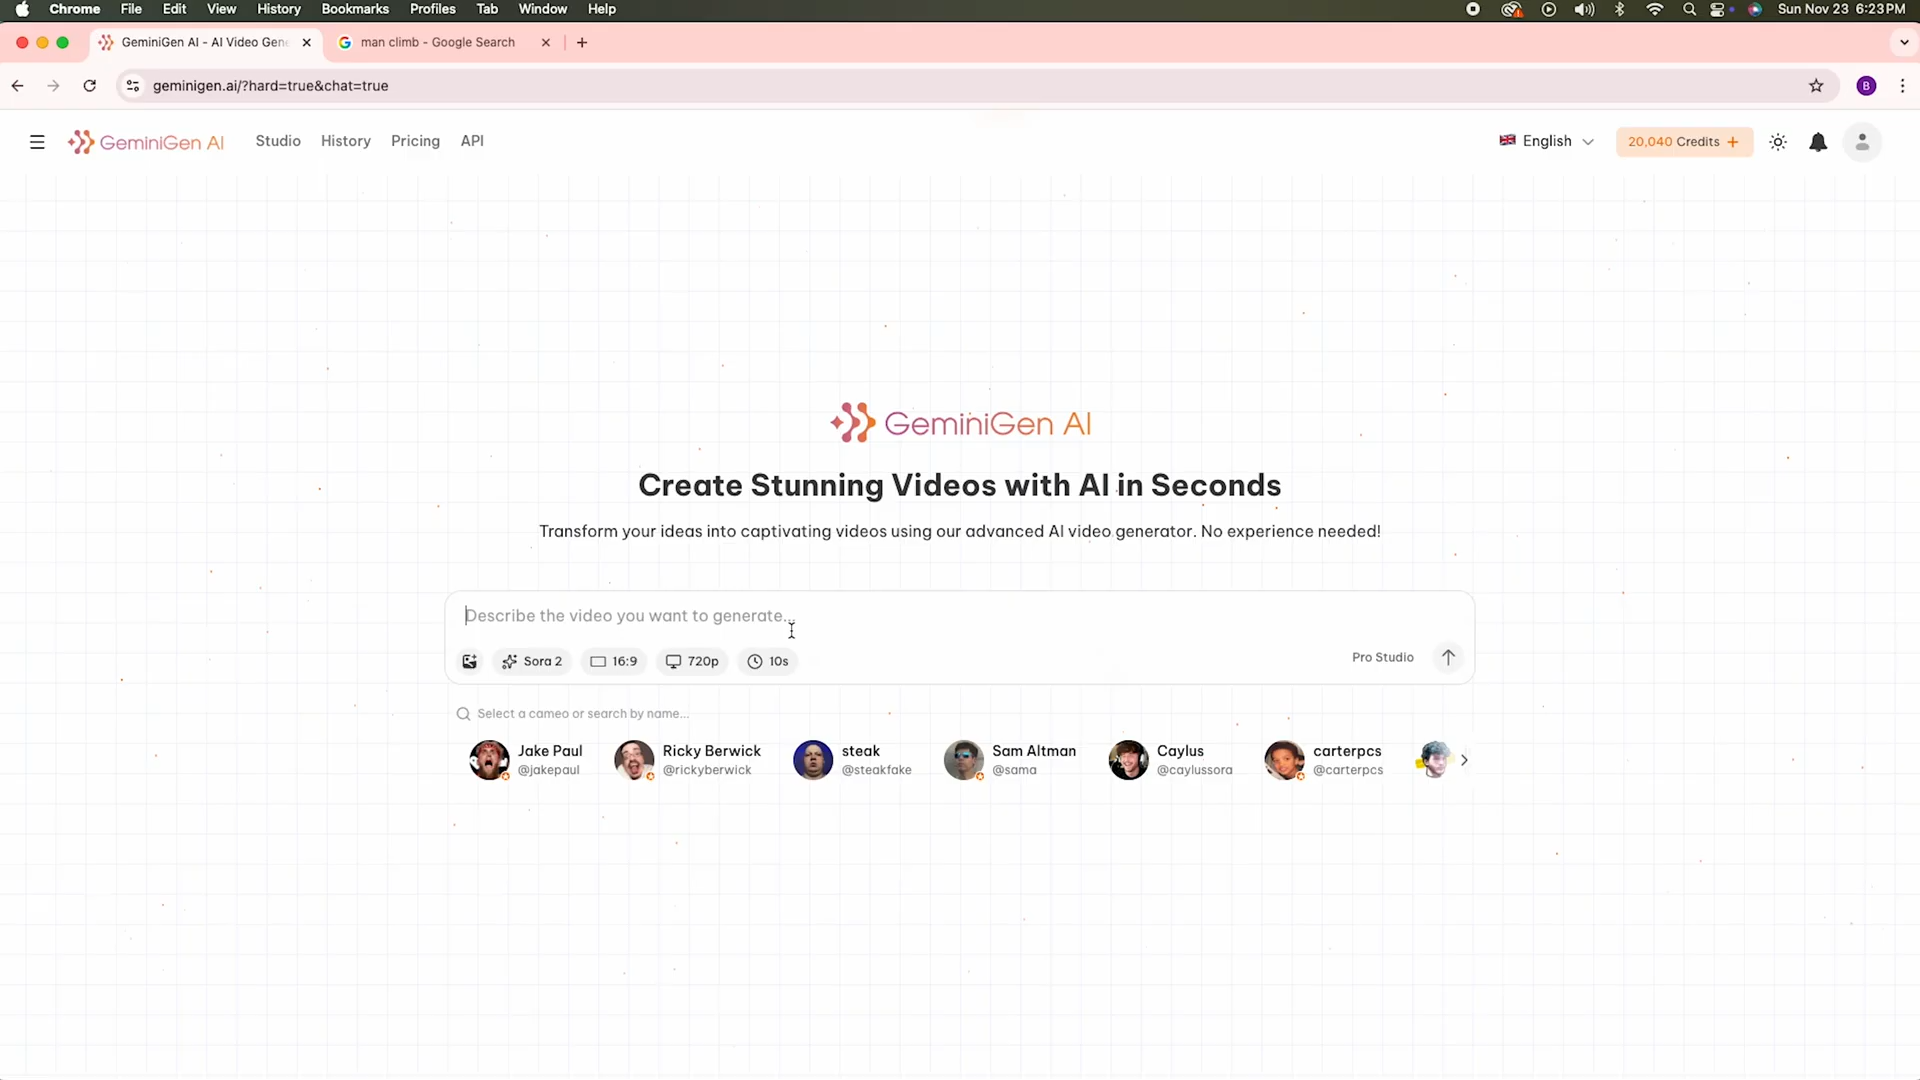 Chrome File Edit View History Bookmarks Profiles Tab Window Help Sun Nov 23 6:23 PM
GeminiGen AI - AI Video Gene
man climb - Google Search
geminigen.ai/?hard=true&chat=true
B
GeminiGen AI Studio History Pricing API English 20,040 Credits +
GeminiGen AI
Create Stunning Videos with AI in Seconds
Transform your ideas into captivating videos using our advanced AI video generator. No experience needed!
Describe the video you want to generate...
Sora 2 16:9 720p 10s Pro Studio
Select a cameo or search by name...
Jake Paul Ricky Berwick steak Sam Altman Caylus carterpcs
@jakepaul @rickyberwick @steakfake @sama @caylussora @carterpcs